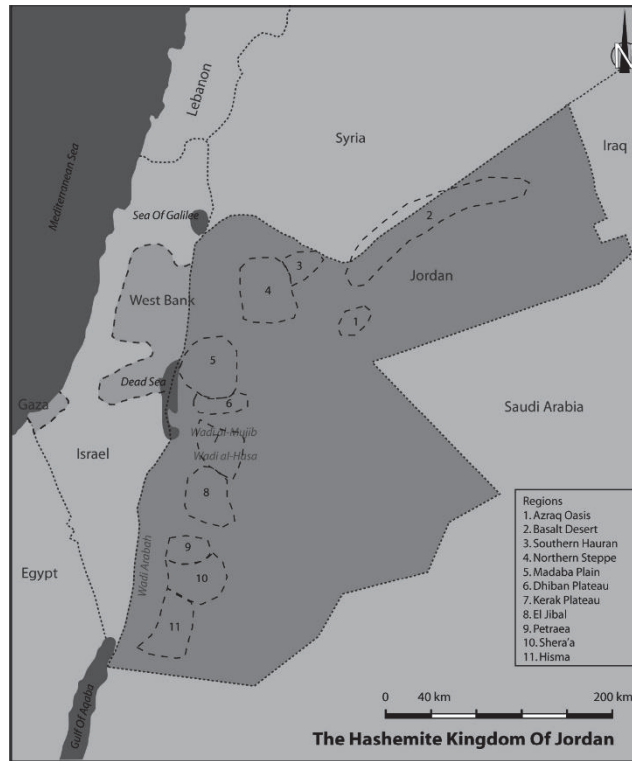 N
Lebanon
Syria
Iraq
Mediterranean Sea
Sea Of Galilee
2
3
Jordan
4
West Bank
1
5
Dead Sea
6
Gaza
Saudi Arabia
Wadi al-Mujib
Israel
Wadi al-Hasa
8
Egypt
Wadi Arabah
9
10
11
Gulf Of Aqaba
Regions
1. Azraq Oasis
2. Basalt Desert
3. Southern Hauran
4. Northern Steppe
5. Madaba Plain
6. Dhiban Plateau
7. Kerak Plateau
8. El Jibal
9. Petraea
10. Shera'a
11. Hisma
0 40 km 200 km
The Hashemite Kingdom Of Jordan